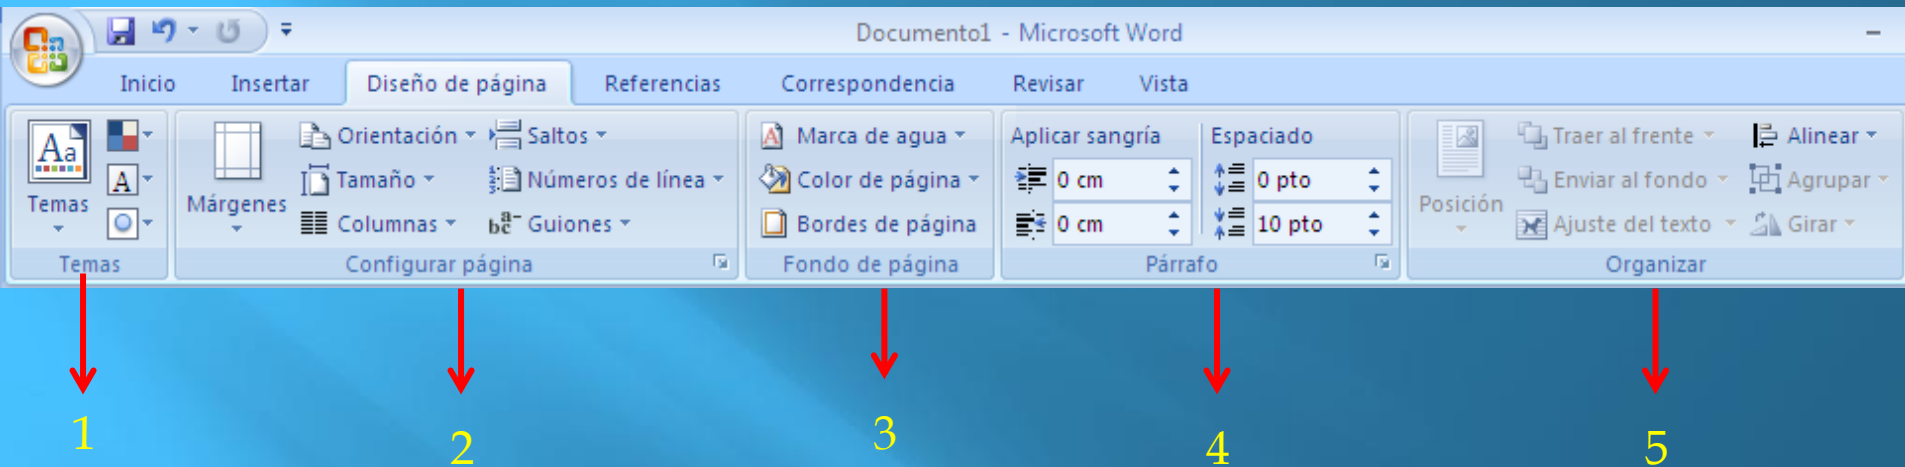 Documento1 - Microsoft Word
Inicio Insertar Diseño de página Referencias Correspondencia Revisar Vista
Aa Orientación Saltos Marca de agua Aplicar sangría Espaciado Traer al frente Alinear
A Tamaño Números de línea Color de página 0 cm 0 pto Enviar al fondo Agrupar
Temas Márgenes Posición
Columnas Guiones Bordes de página 0 cm 10 pto Ajuste del texto Girar
Temas Configurar página Fondo de página Párrafo Organizar
1 2 3 4 5